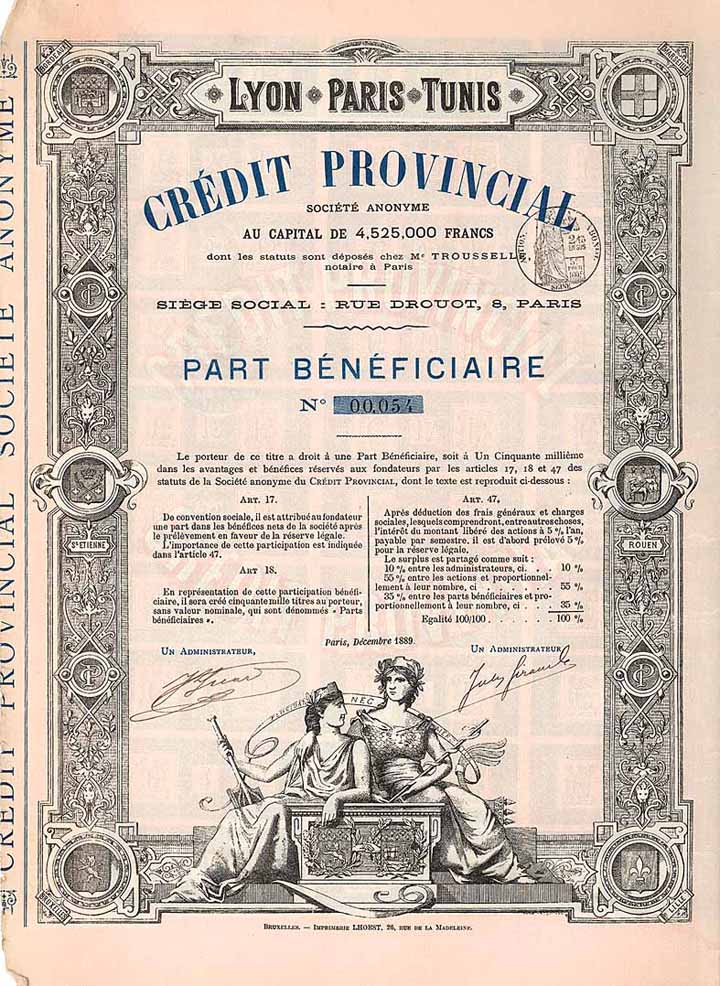 LYON PARIS TUNIS
CRÉDIT PROVINCIAL
SOCIÉTÉ ANONYME
AU CAPITAL DE 4,525,000 FRANCS
dont les statuts sont déposés chez Me TROUSSELLE,
notaire à Paris
SIÈGE SOCIAL : RUE DROUOT, 8, PARIS
PART BÉNÉFICIAIRE
N° 00,054
Le porteur de ce titre a droit à une Part Bénéficiaire, soit à Un Cinquante millième
dans les avantages et bénéfices réservés aux fondateurs par les articles 17, 18 et 47 des
statuts de la Société anonyme du CRÉDIT PROVINCIAL, dont le texte est reproduit ci-dessous :
ART. 17.
De convention sociale, il est attribué au fondateur
une part dans les bénéfices nets de la société après
le prélèvement en faveur de la réserve légale.
L'importance de cette participation est indiquée
dans l'article 47.
ART 18.
En représentation de cette participation bénéfi-
ciaire, il sera créé cinquante mille titres au porteur,
sans valeur nominale, qui sont dénommés « Parts
bénéficiaires ».
ART. 47,
Après déduction des frais généraux et charges
sociales, lesquels comprendront, entre autres choses,
l'intérêt du montant libéré des actions à 5 %, l'an,
payable par semestre, il est d'abord prélevé 5 %
pour la réserve légale.
Le surplus est partagé comme suit :
10 % entre les administrateurs, ci. . . 10 %
55 % entre les actions et proportionnel-
lement à leur nombre, ci . . . . . . 55 %
35 % entre les parts bénéficiaires et pro-
portionnellement à leur nombre, ci . . . 35 %
Egalité 100/100 . . . . . . 100 %
Paris, Décembre 1889.
UN ADMINISTRATEUR,
UN ADMINISTRATEUR,
Jules Giraud
ST ETIENNE
ROUEN
NEC
BRUXELLES. — IMPRIMERIE LHOEST, 26, RUE DE LA MADELEINE.
CRÉDIT PROVINCIAL SOCIÉTÉ ANONYME